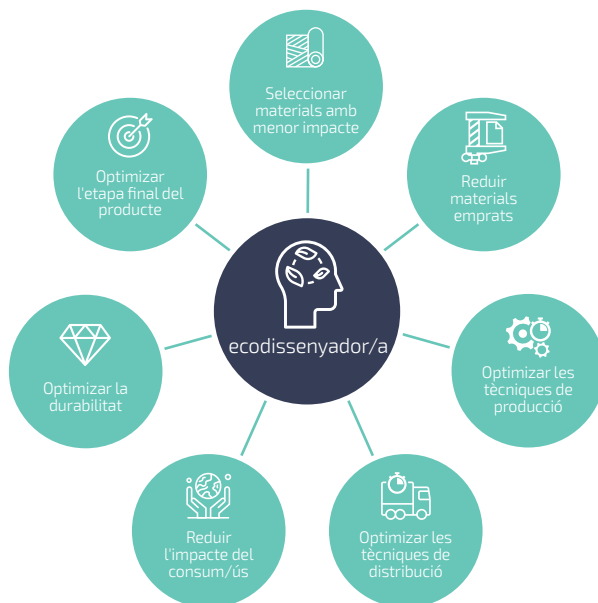 Seleccionar
materials amb
menor impacte
Reduir
materials
emprats
Optimizar les
tècniques de
producció
Optimizar les
tècniques de
distribució
Reduir
l'impacte del
consum/ús
Optimizar la
durabilitat
Optimizar
l'etapa final del
producte
ecodissenyador/a